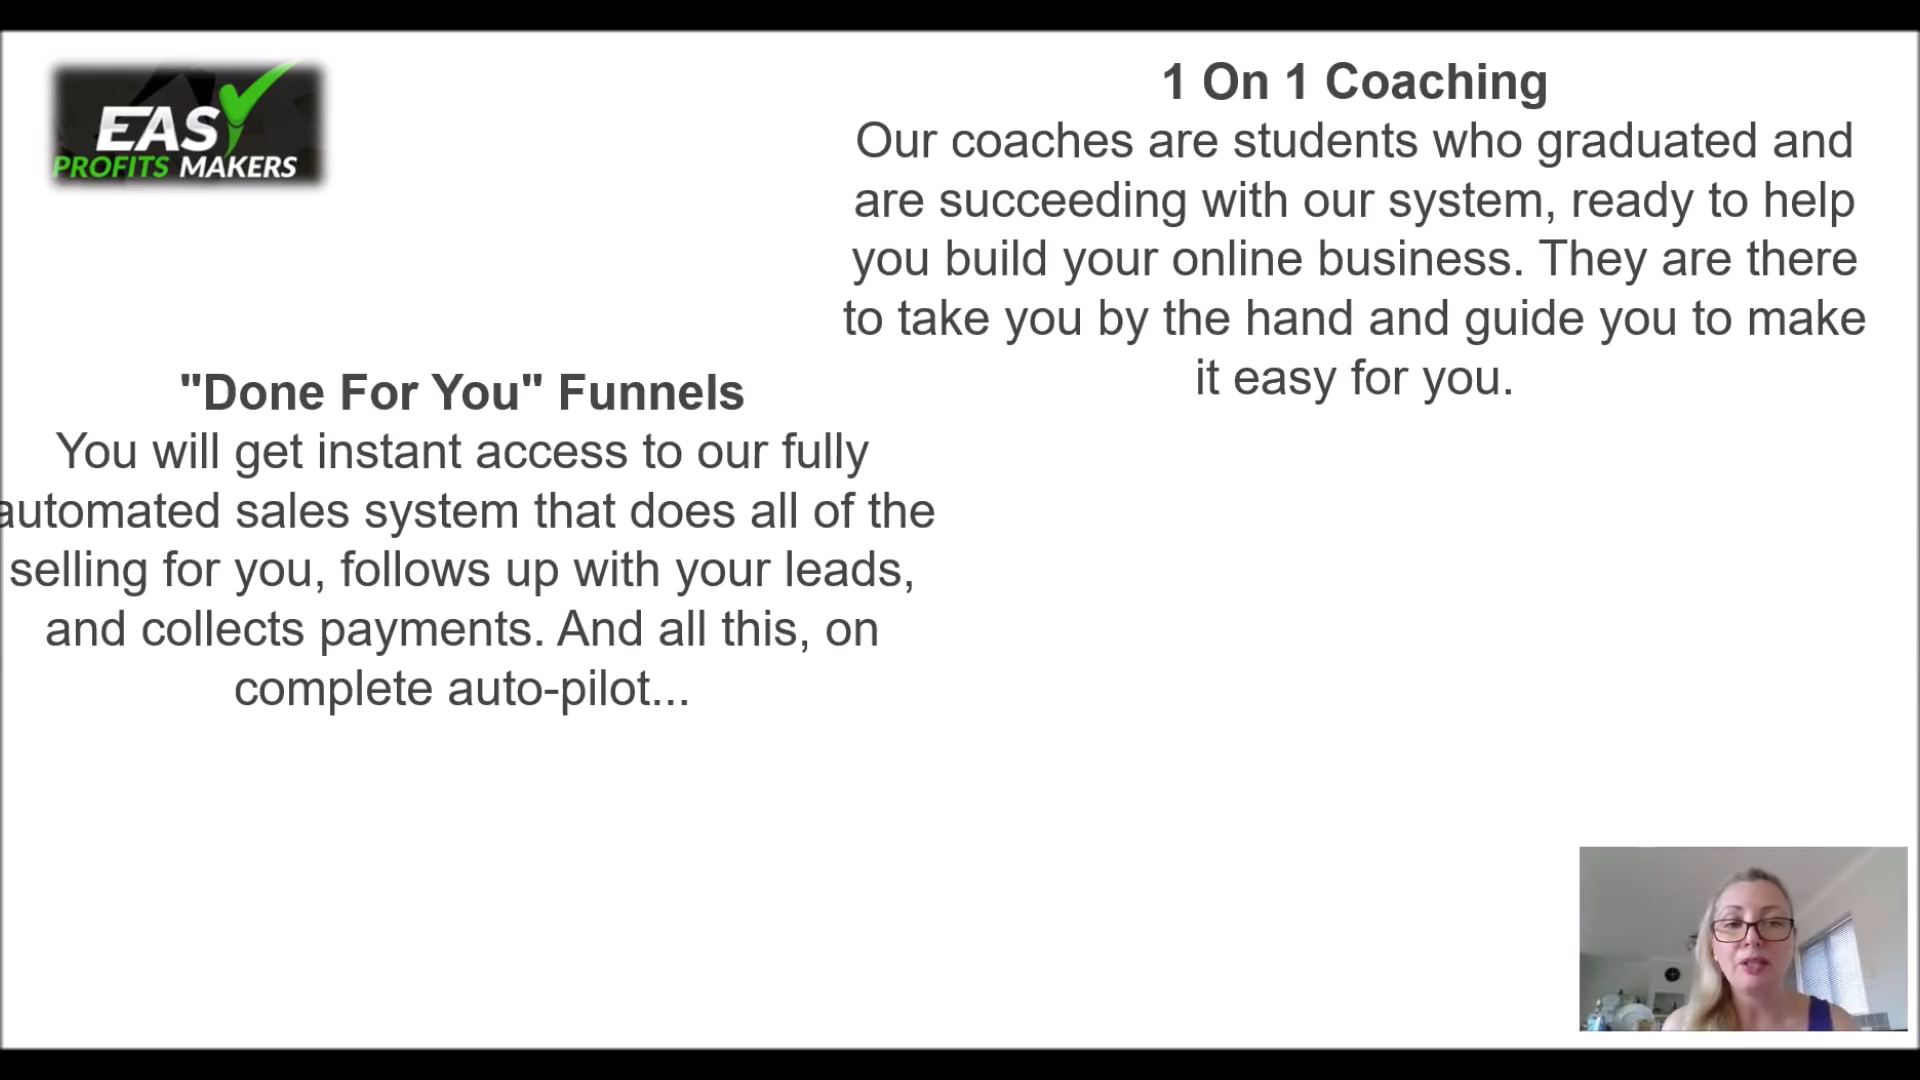 EASY
PROFITS MAKERS
1 On 1 Coaching
Our coaches are students who graduated and
are succeeding with our system, ready to help
you build your online business. They are there
to take you by the hand and guide you to make
it easy for you.
"Done For You" Funnels
You will get instant access to our fully
automated sales system that does all of the
selling for you, follows up with your leads,
and collects payments. And all this, on
complete auto-pilot...